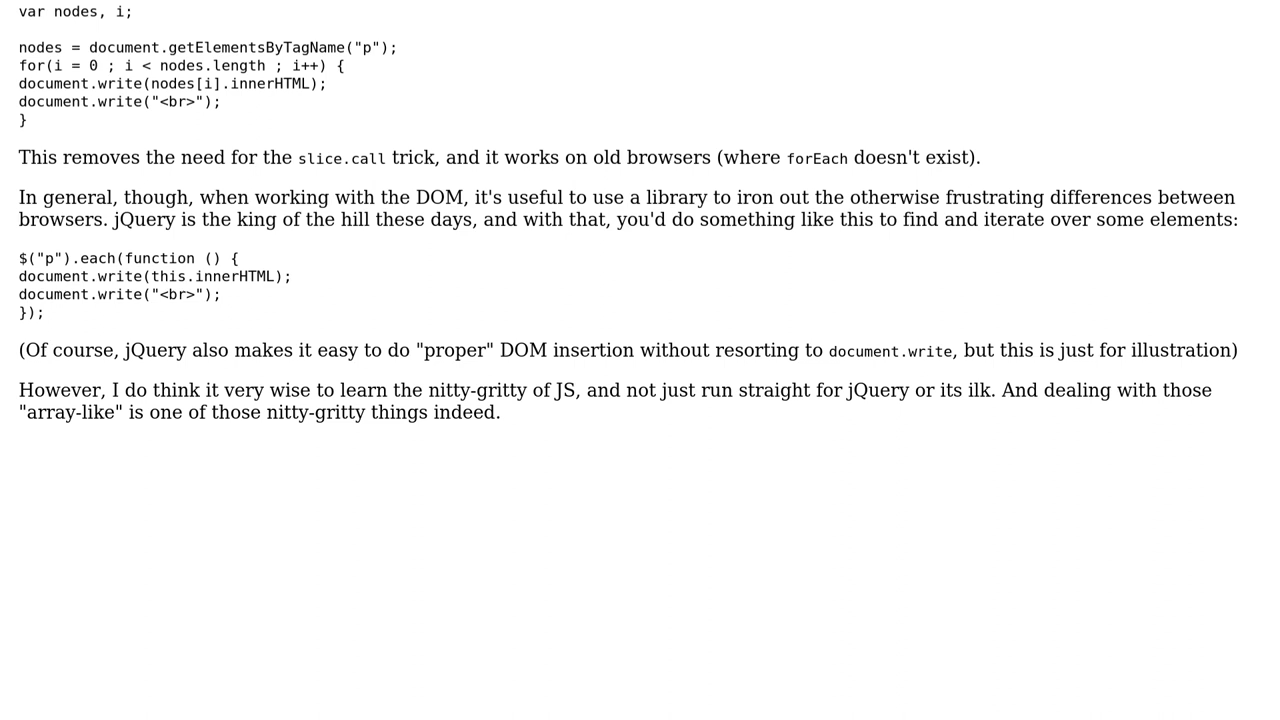 var nodes, i;
nodes = document.getElementsByTagName("p");
for(i = 0 ; i < nodes.length ; i++) {
document.write(nodes[i].innerHTML);
document.write("<br>");
}
This removes the need for the slice.call trick, and it works on old browsers (where forEach doesn't exist).
In general, though, when working with the DOM, it's useful to use a library to iron out the otherwise frustrating differences between
browsers. jQuery is the king of the hill these days, and with that, you'd do something like this to find and iterate over some elements:
$("p").each(function () {
document.write(this.innerHTML);
document.write("<br>");
});
(Of course, jQuery also makes it easy to do "proper" DOM insertion without resorting to document.write, but this is just for illustration)
However, I do think it very wise to learn the nitty-gritty of JS, and not just run straight for jQuery or its ilk. And dealing with those
"array-like" is one of those nitty-gritty things indeed.